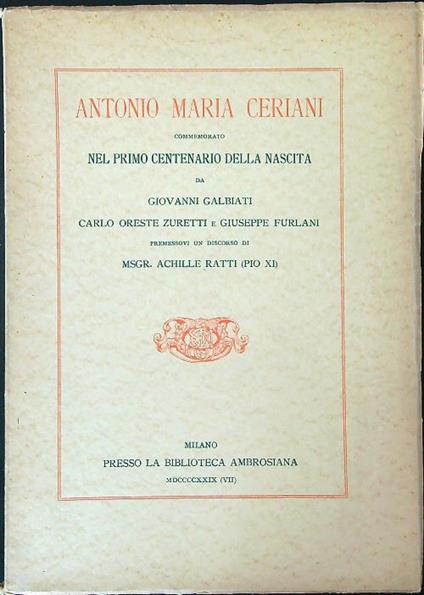 ANTONIO MARIA CERIANI
COMMEMORATO
NEL PRIMO CENTENARIO DELLA NASCITA
DA
GIOVANNI GALBIATI
CARLO ORESTE ZURETTI E GIUSEPPE FURLANI
PREMESSOVI UN DISCORSO DI
MSGR. ACHILLE RATTI (PIO XI)
MILANO
PRESSO LA BIBLIOTECA AMBROSIANA
MDCCCCXXIX (VII)